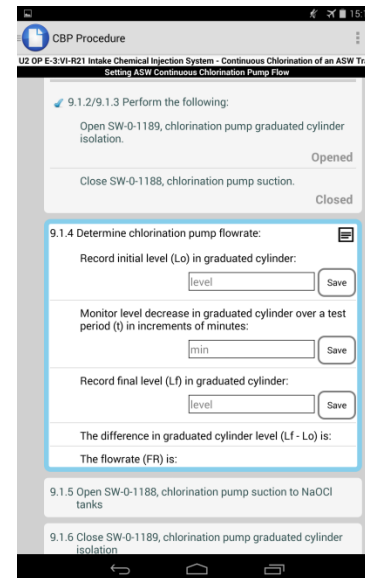 15:
CBP Procedure
U2 OP E-3:VI-R21 Intake Chemical Injection System - Continuous Chlorination of an ASW Tr
Setting ASW Continuous Chlorination Pump Flow
9.1.2/9.1.3 Perform the following:
Open SW-0-1189, chlorination pump graduated cylinder
isolation.
Opened
Close SW-0-1188, chlorination pump suction.
Closed
9.1.4 Determine chlorination pump flowrate:
Record initial level (Lo) in graduated cylinder:
level
Save
Monitor level decrease in graduated cylinder over a test
period (t) in increments of minutes:
min
Save
Record final level (Lf) in graduated cylinder:
level
Save
The difference in graduated cylinder level (Lf - Lo) is:
The flowrate (FR) is:
9.1.5 Open SW-0-1188, chlorination pump suction to NaOCl
tanks
9.1.6 Close SW-0-1189, chlorination pump graduated cylinder
isolation